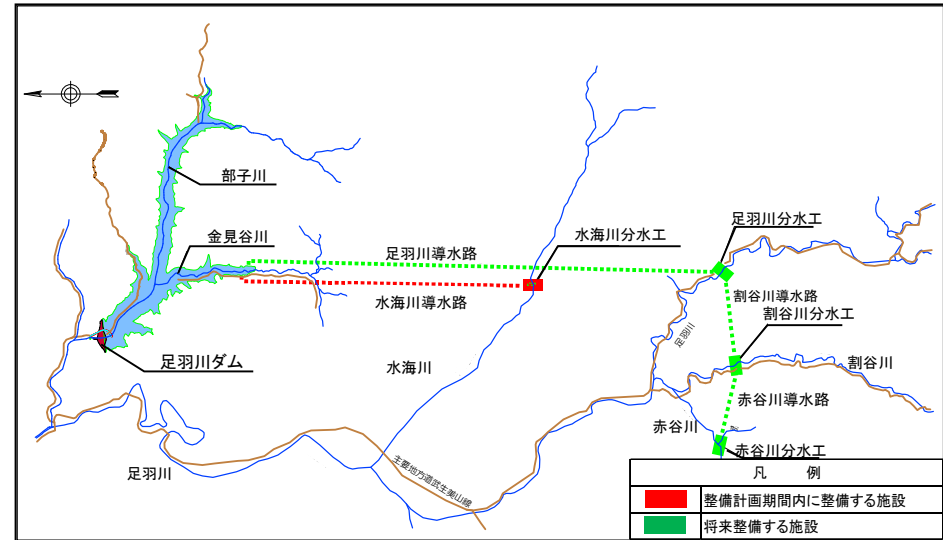 部子川
金見谷川
足羽川導水路
水海川分水工
足羽川分水工
水海川導水路
割谷川導水路
割谷川分水工
足羽川
足羽川ダム
水海川
割谷川
赤谷川導水路
赤谷川
赤谷川分水工
足羽川
主要地方道武生美山線
凡 例
整備計画期間内に整備する施設
将来整備する施設